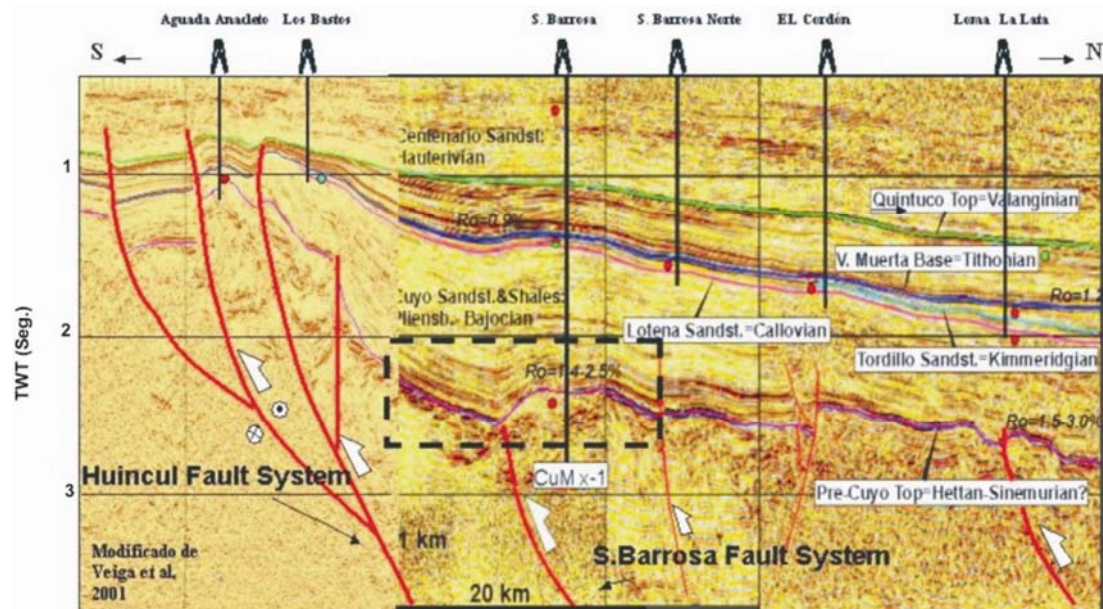 Aguada Anacleto
Los Bastos
S. Barrosa
S. Barrosa Norte
EL Cordón
Loma La Lata
S
N
Centenario Sandst:
Hauterivian
1
Quintuco Top=Valanginian
Ro=0.9%
V. Muerta Base=Tithonian
Cuyo Sandst.&Shales:
Pliensb.- Bajocian
Ro=1.2
Lotena Sandst.=Callovian
2
Tordillo Sandst.=Kimmeridgian
TWT (Seg.)
Ro=1.4-2.5%
Ro=1.5-3.0%
Huincul Fault System
CuM x-1
3
Pre-Cuyo Top=Hettan-Sinemurian?
1 km
S.Barrosa Fault System
Modificado de
Veiga et al.
2001
20 km